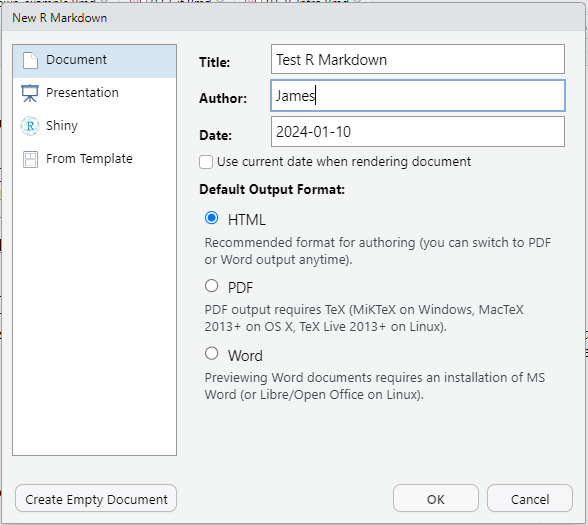 New R Markdown
Document
Presentation
Shiny
From Template
Title: Test R Markdown
Author: James
Date: 2024-01-10
Use current date when rendering document
Default Output Format:
HTML
Recommended format for authoring (you can switch to PDF
or Word output anytime).
PDF
PDF output requires TeX (MiKTeX on Windows, MacTeX
2013+ on OS X, TeX Live 2013+ on Linux).
Word
Previewing Word documents requires an installation of MS
Word (or Libre/Open Office on Linux).
Create Empty Document
OK
Cancel